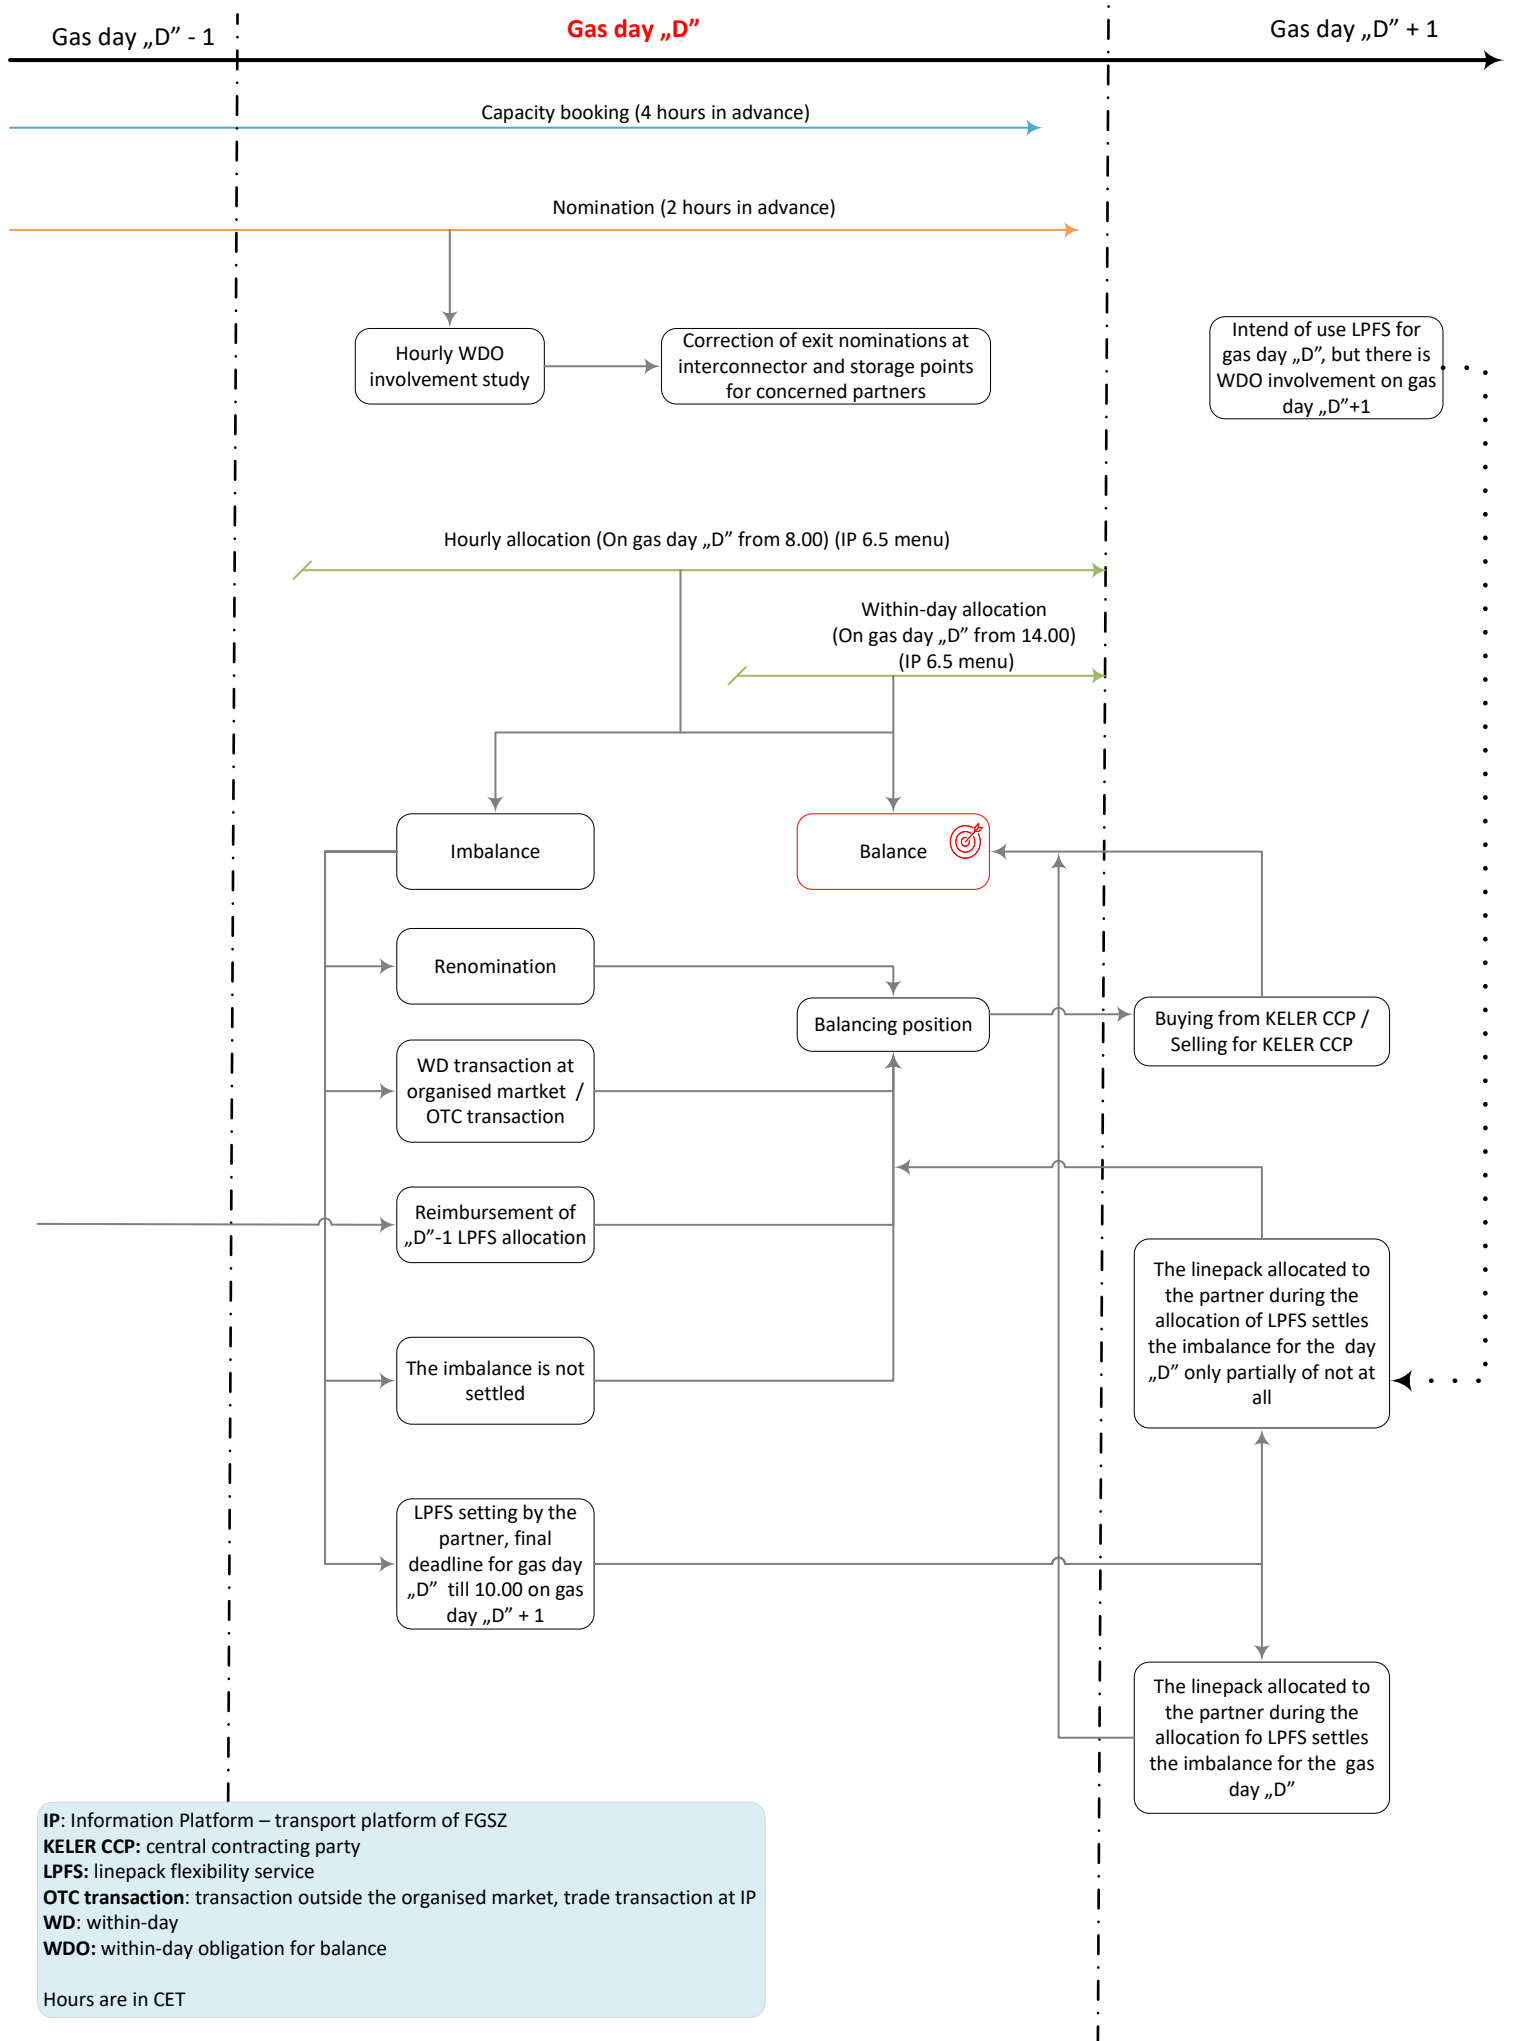 Gas day „D” - 1
Gas day „D”
Gas day „D” + 1
Capacity booking (4 hours in advance)
Nomination (2 hours in advance)
Hourly WDO
involvement study
Correction of exit nominations at
interconnector and storage points
for concerned partners
Intend of use LPFS for
gas day „D”, but there is
WDO involvement on gas
day „D”+1
Hourly allocation (On gas day „D” from 8.00) (IP 6.5 menu)
Within-day allocation
(On gas day „D” from 14.00)
(IP 6.5 menu)
Imbalance
Balance
Renomination
Balancing position
Buying from KELER CCP /
Selling for KELER CCP
WD transaction at
organised martket /
OTC transaction
Reimbursement of
„D”-1 LPFS allocation
The linepack allocated to
the partner during the
allocation of LPFS settles
the imbalance for the day
„D” only partially of not at
all
The imbalance is not
settled
LPFS setting by the
partner, final
deadline for gas day
„D” till 10.00 on gas
day „D” + 1
The linepack allocated to
the partner during the
allocation fo LPFS settles
the imbalance for the gas
day „D”
IP: Information Platform – transport platform of FGSZ
KELER CCP: central contracting party
LPFS: linepack flexibility service
OTC transaction: transaction outside the organised market, trade transaction at IP
WD: within-day
WDO: within-day obligation for balance
Hours are in CET